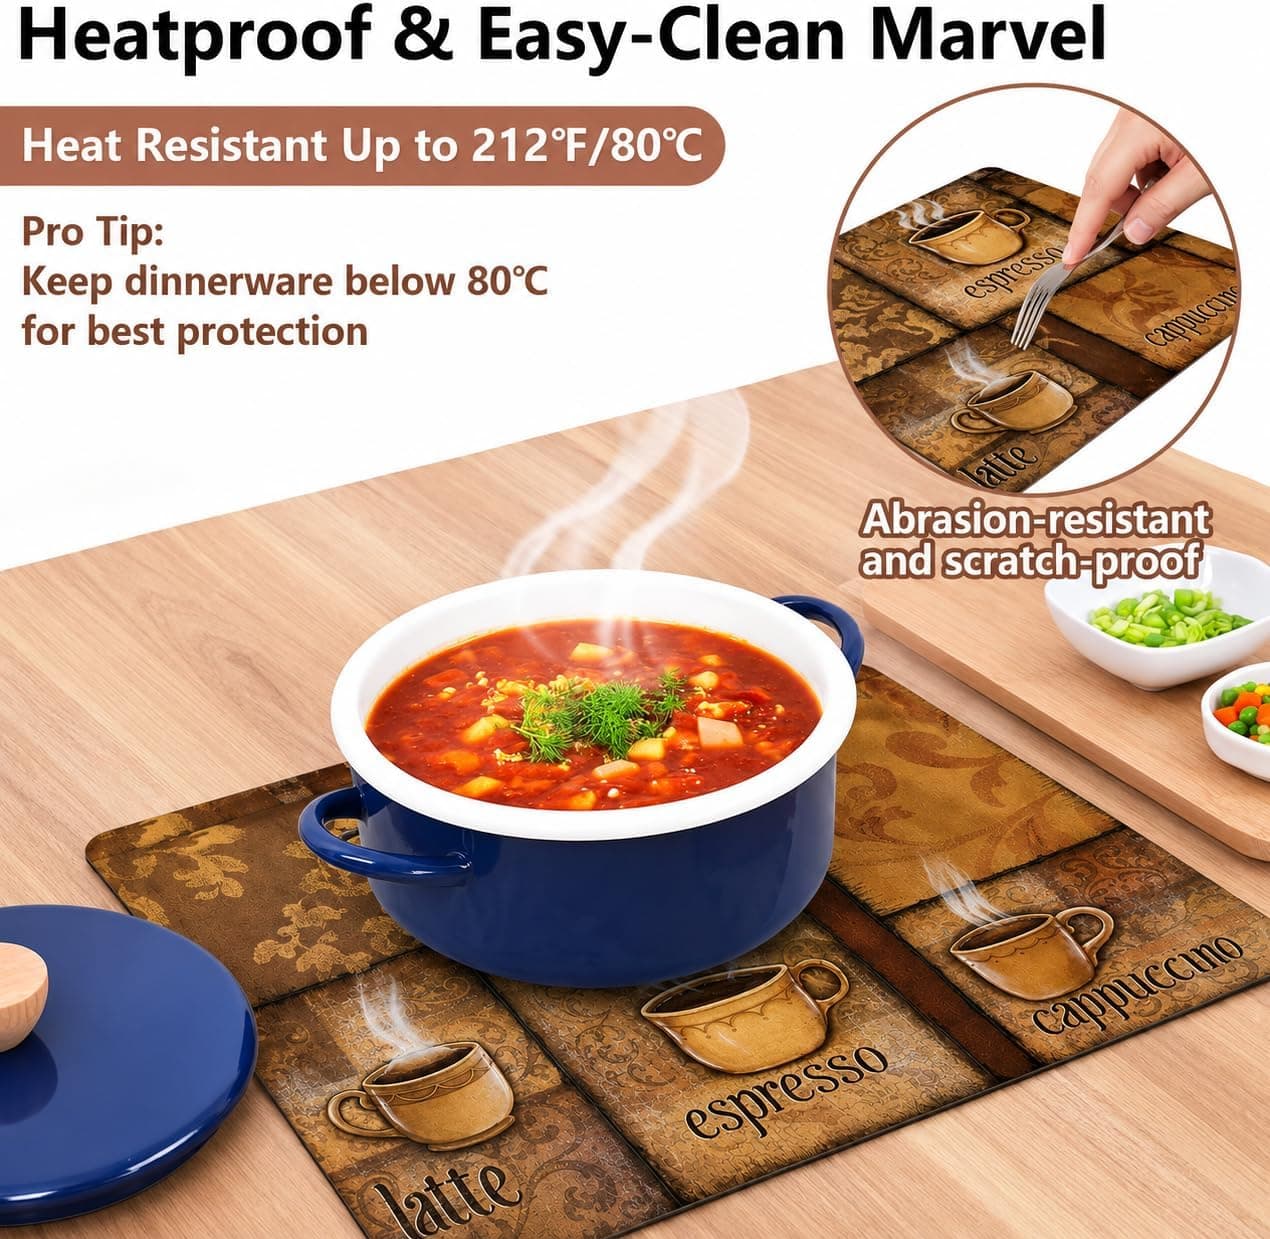 Heatproof & Easy-Clean Marvel
Heat Resistant Up to 212°F/80℃
Pro Tip:
Keep dinnerware below 80℃
for best protection
espresso
cappuccino
latte
Abrasion-resistant
and scratch-proof
cappuccino
espresso
latte